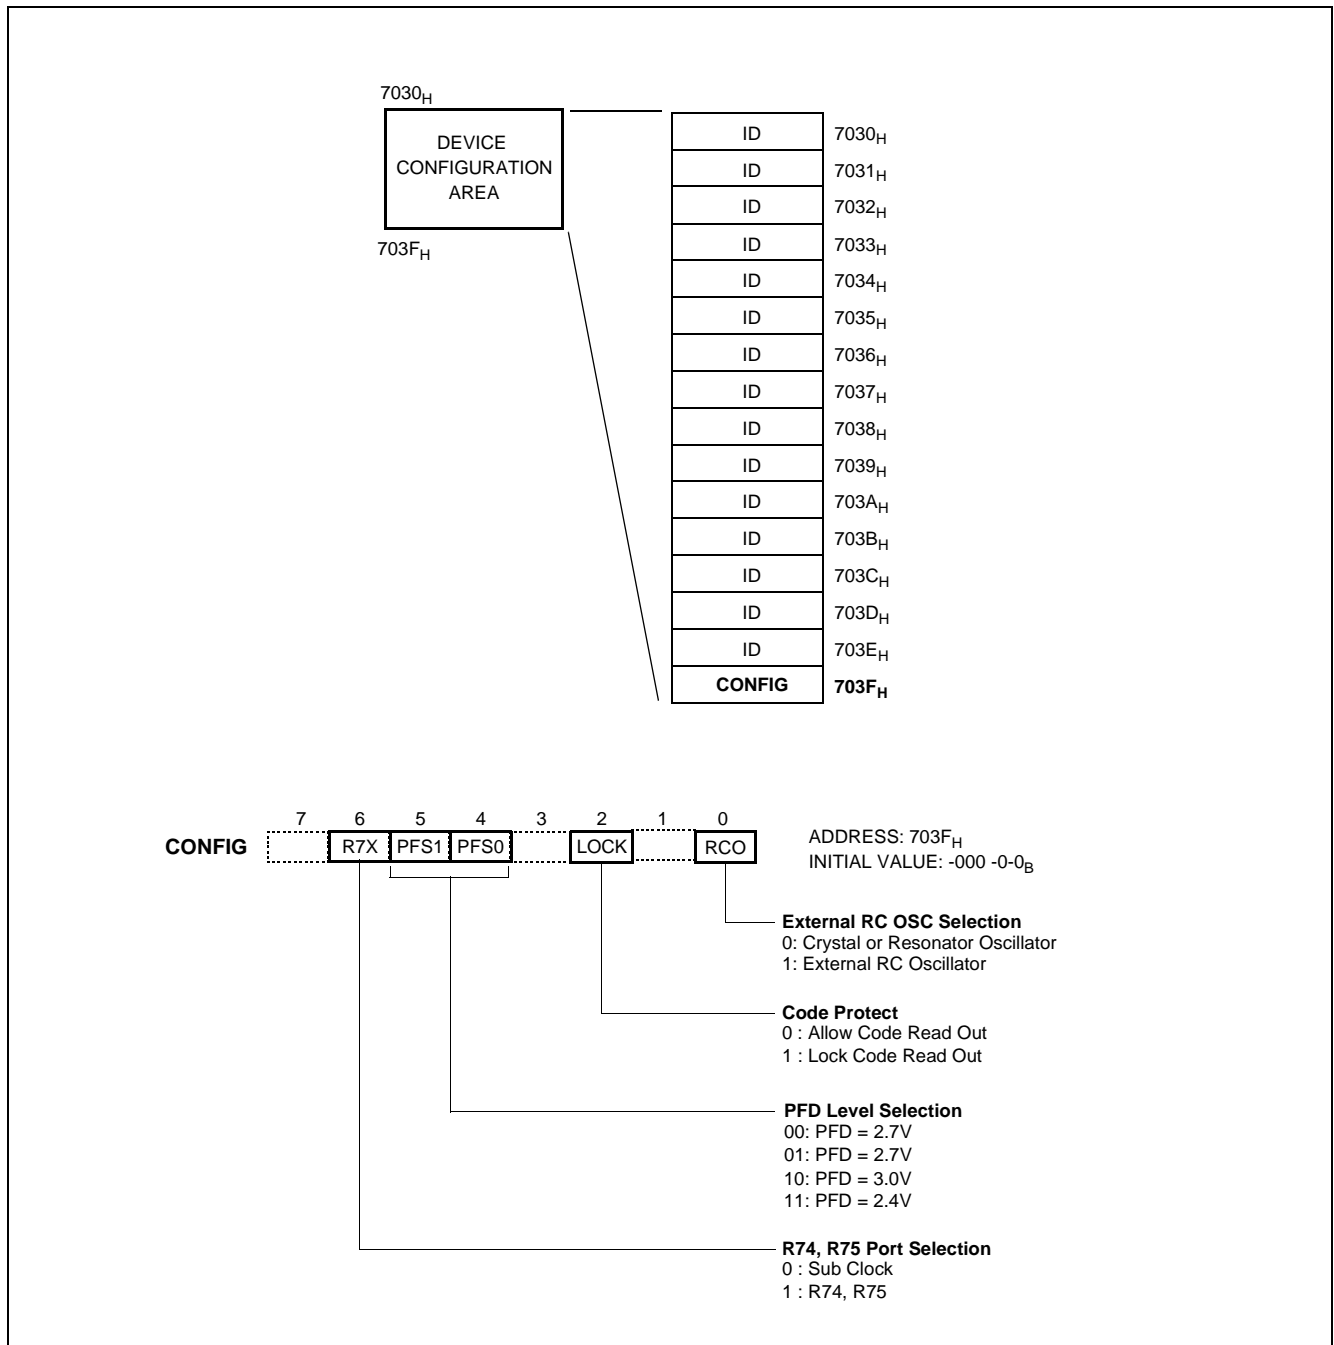 7030H
DEVICE
CONFIGURATION
AREA
703FH
ID 7030H
ID 7031H
ID 7032H
ID 7033H
ID 7034H
ID 7035H
ID 7036H
ID 7037H
ID 7038H
ID 7039H
ID 703AH
ID 703BH
ID 703CH
ID 703DH
ID 703EH
CONFIG 703FH
7 6 5 4 3 2 1 0
CONFIG R7X PFS1 PFS0 LOCK RCO
ADDRESS: 703FH
INITIAL VALUE: -000 -0-0B
External RC OSC Selection
0: Crystal or Resonator Oscillator
1: External RC Oscillator
Code Protect
0 : Allow Code Read Out
1 : Lock Code Read Out
PFD Level Selection
00: PFD = 2.7V
01: PFD = 2.7V
10: PFD = 3.0V
11: PFD = 2.4V
R74, R75 Port Selection
0 : Sub Clock
1 : R74, R75